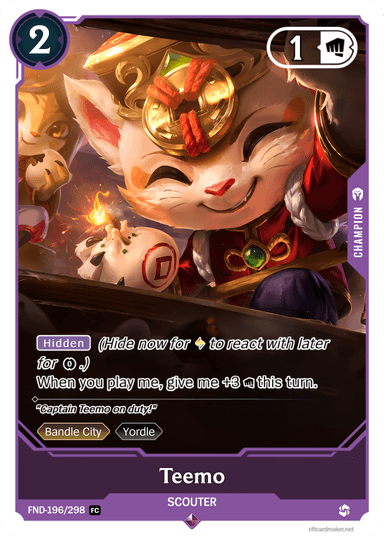 2
1
CHAMPION
Hidden (Hide now for to react with later
for 0.)
When you play me, give me +3 this turn.
"Captain Teemo on duty!"
Bandle City Yordle
Teemo
SCOUTER
FND-196/298 FC
riftcardmaker.net